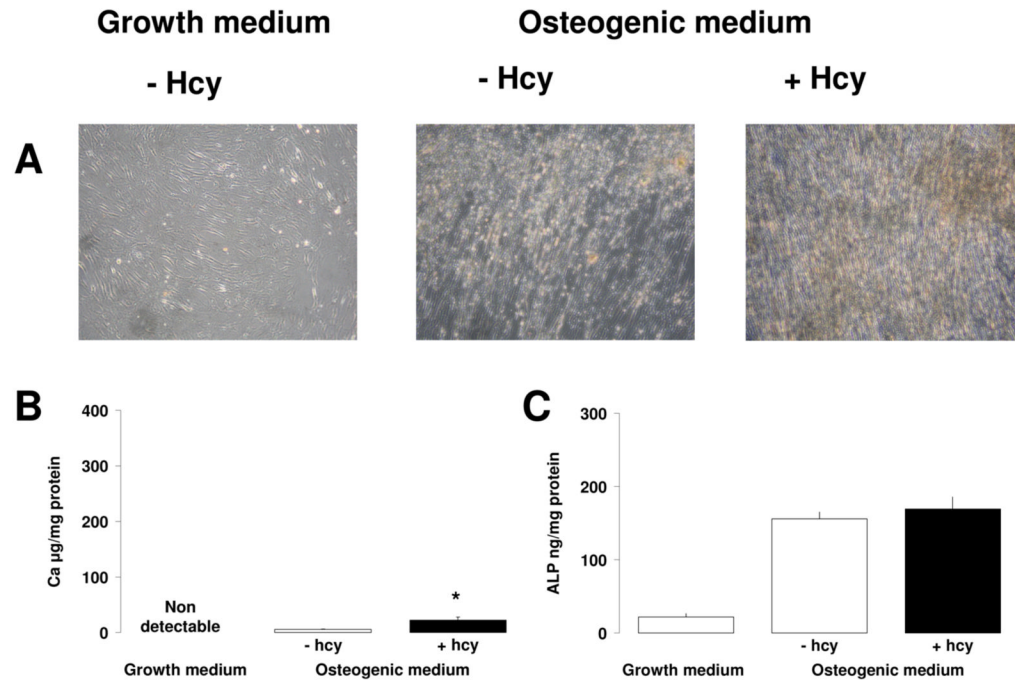 Growth medium
Osteogenic medium
- Hcy
- Hcy
+ Hcy
A
B
400
300
200
100
0
Ca µg/mg protein
Non
detectable
*
- hcy
+ hcy
Growth medium
Osteogenic medium
C
300
200
100
0
ALP ng/mg protein
- hcy
+ hcy
Growth medium
Osteogenic medium